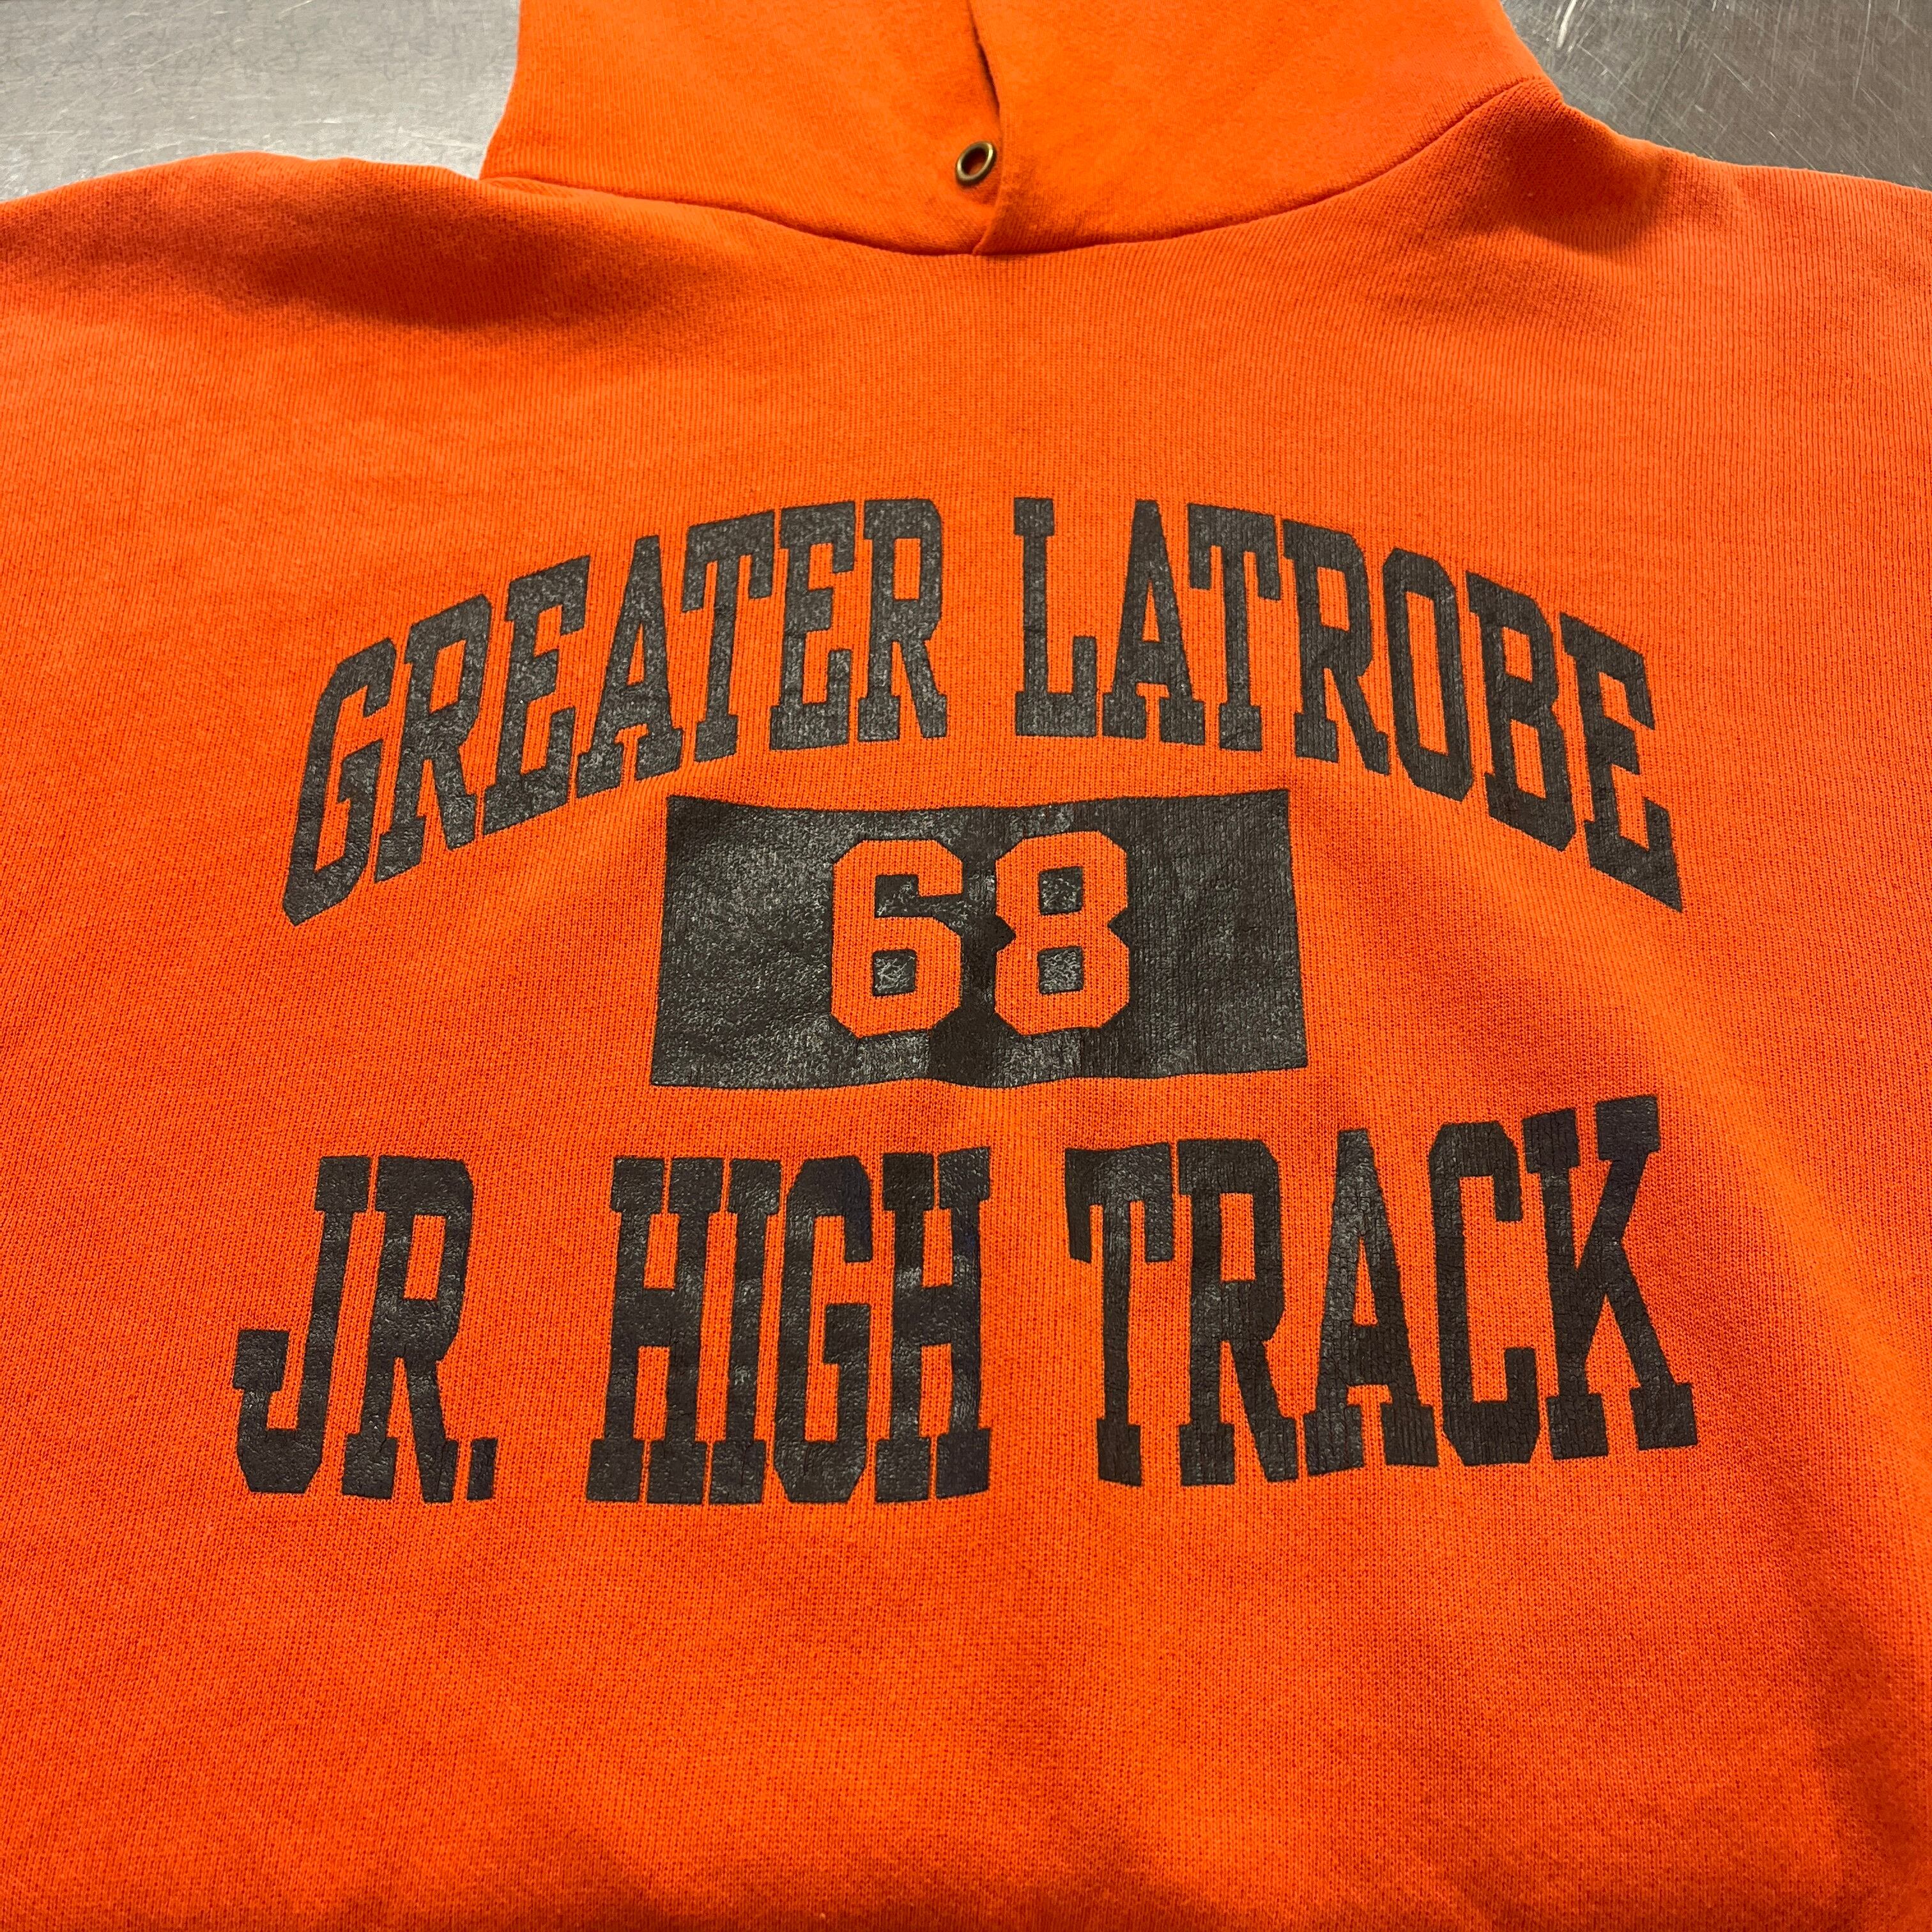 GREATER LATROBE
68
JR. HIGH TRACK